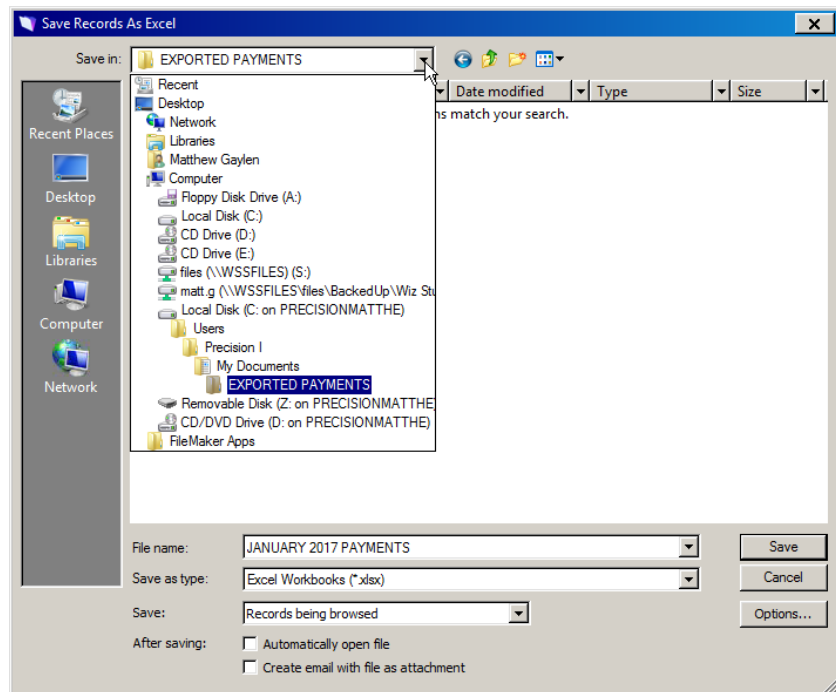 Save Records As Excel
Save in: EXPORTED PAYMENTS
Date modified Type Size
ns match your search.
Recent
Desktop
Network
Libraries
Matthew Gaylen
Computer
Floppy Disk Drive (A:)
Local Disk (C:)
CD Drive (D:)
CD Drive (E:)
files (\\WSSFILES) (S:)
matt.g (\\WSSFILES\files\BackedUp\Wiz Stu
Local Disk (C: on PRECISIONMATTHE)
Users
Precision I
My Documents
EXPORTED PAYMENTS
Removable Disk (Z: on PRECISIONMATTHE
CD/DVD Drive (D: on PRECISIONMATTHE)
FileMaker Apps
Recent Places
Desktop
Libraries
Computer
Network
File name: JANUARY 2017 PAYMENTS Save
Save as type: Excel Workbooks (*.xlsx) Cancel
Save: Records being browsed Options...
After saving: Automatically open file
Create email with file as attachment